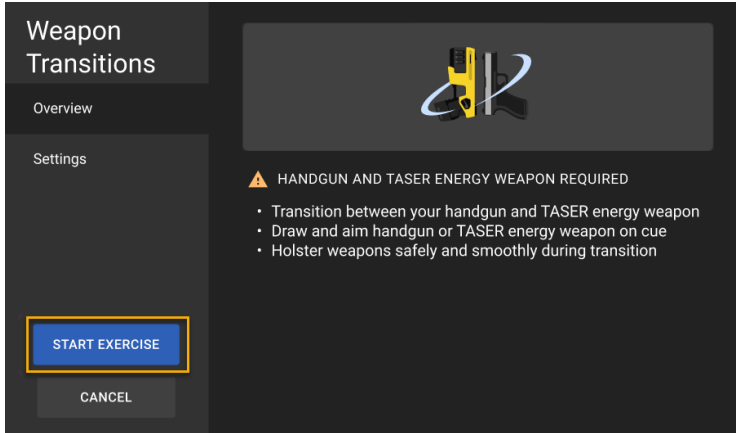 Weapon
Transitions
Overview
Settings
START EXERCISE
CANCEL
HANDGUN AND TASER ENERGY WEAPON REQUIRED
• Transition between your handgun and TASER energy weapon
• Draw and aim handgun or TASER energy weapon on cue
• Holster weapons safely and smoothly during transition